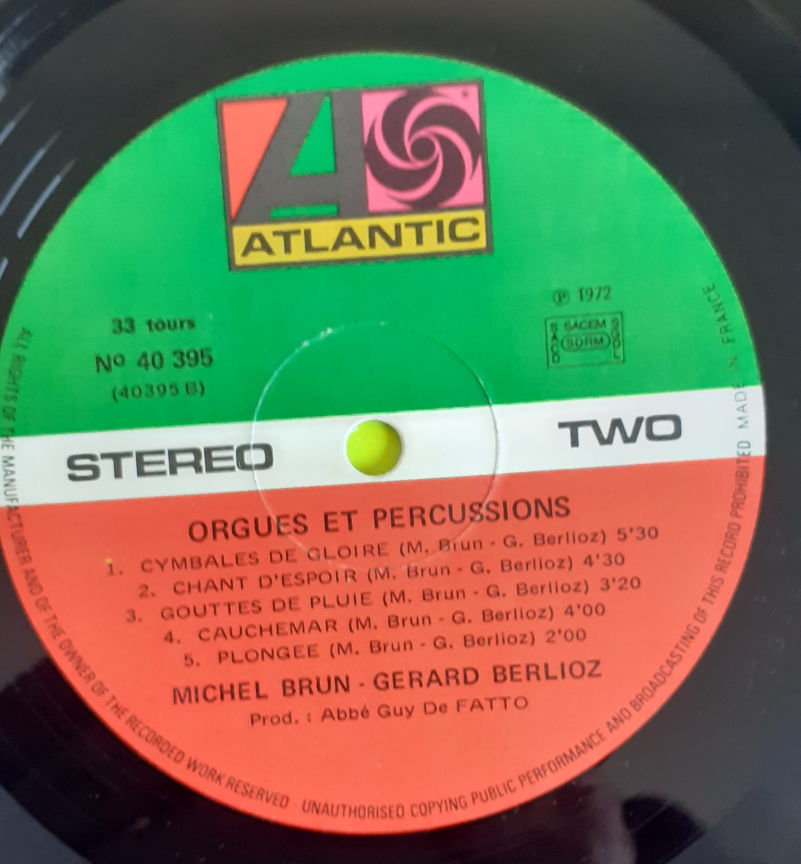 ATLANTIC
33 tours
Nº 40 395
(40395 B)
℗ 1972
SACEM
SACD
SDRM
SGDL
STEREO
TWO
ORGUES ET PERCUSSIONS
1. CYMBALES DE GLOIRE (M. Brun - G. Berlioz) 5'30
2. CHANT D'ESPOIR (M. Brun - G. Berlioz) 4'30
3. GOUTTES DE PLUIE (M. Brun - G. Berlioz) 3'20
4. CAUCHEMAR (M. Brun - G. Berlioz) 4'00
5. PLONGEE (M. Brun - G. Berlioz) 2'00
MICHEL BRUN - GERARD BERLIOZ
Prod. : Abbé Guy De FATTO
ALL RIGHTS OF THE MANUFACTURER AND OF THE OWNER OF THE RECORDED WORK RESERVED · UNAUTHORISED COPYING PUBLIC PERFORMANCE AND BROADCASTING OF THIS RECORD PROHIBITED MADE IN FRANCE.